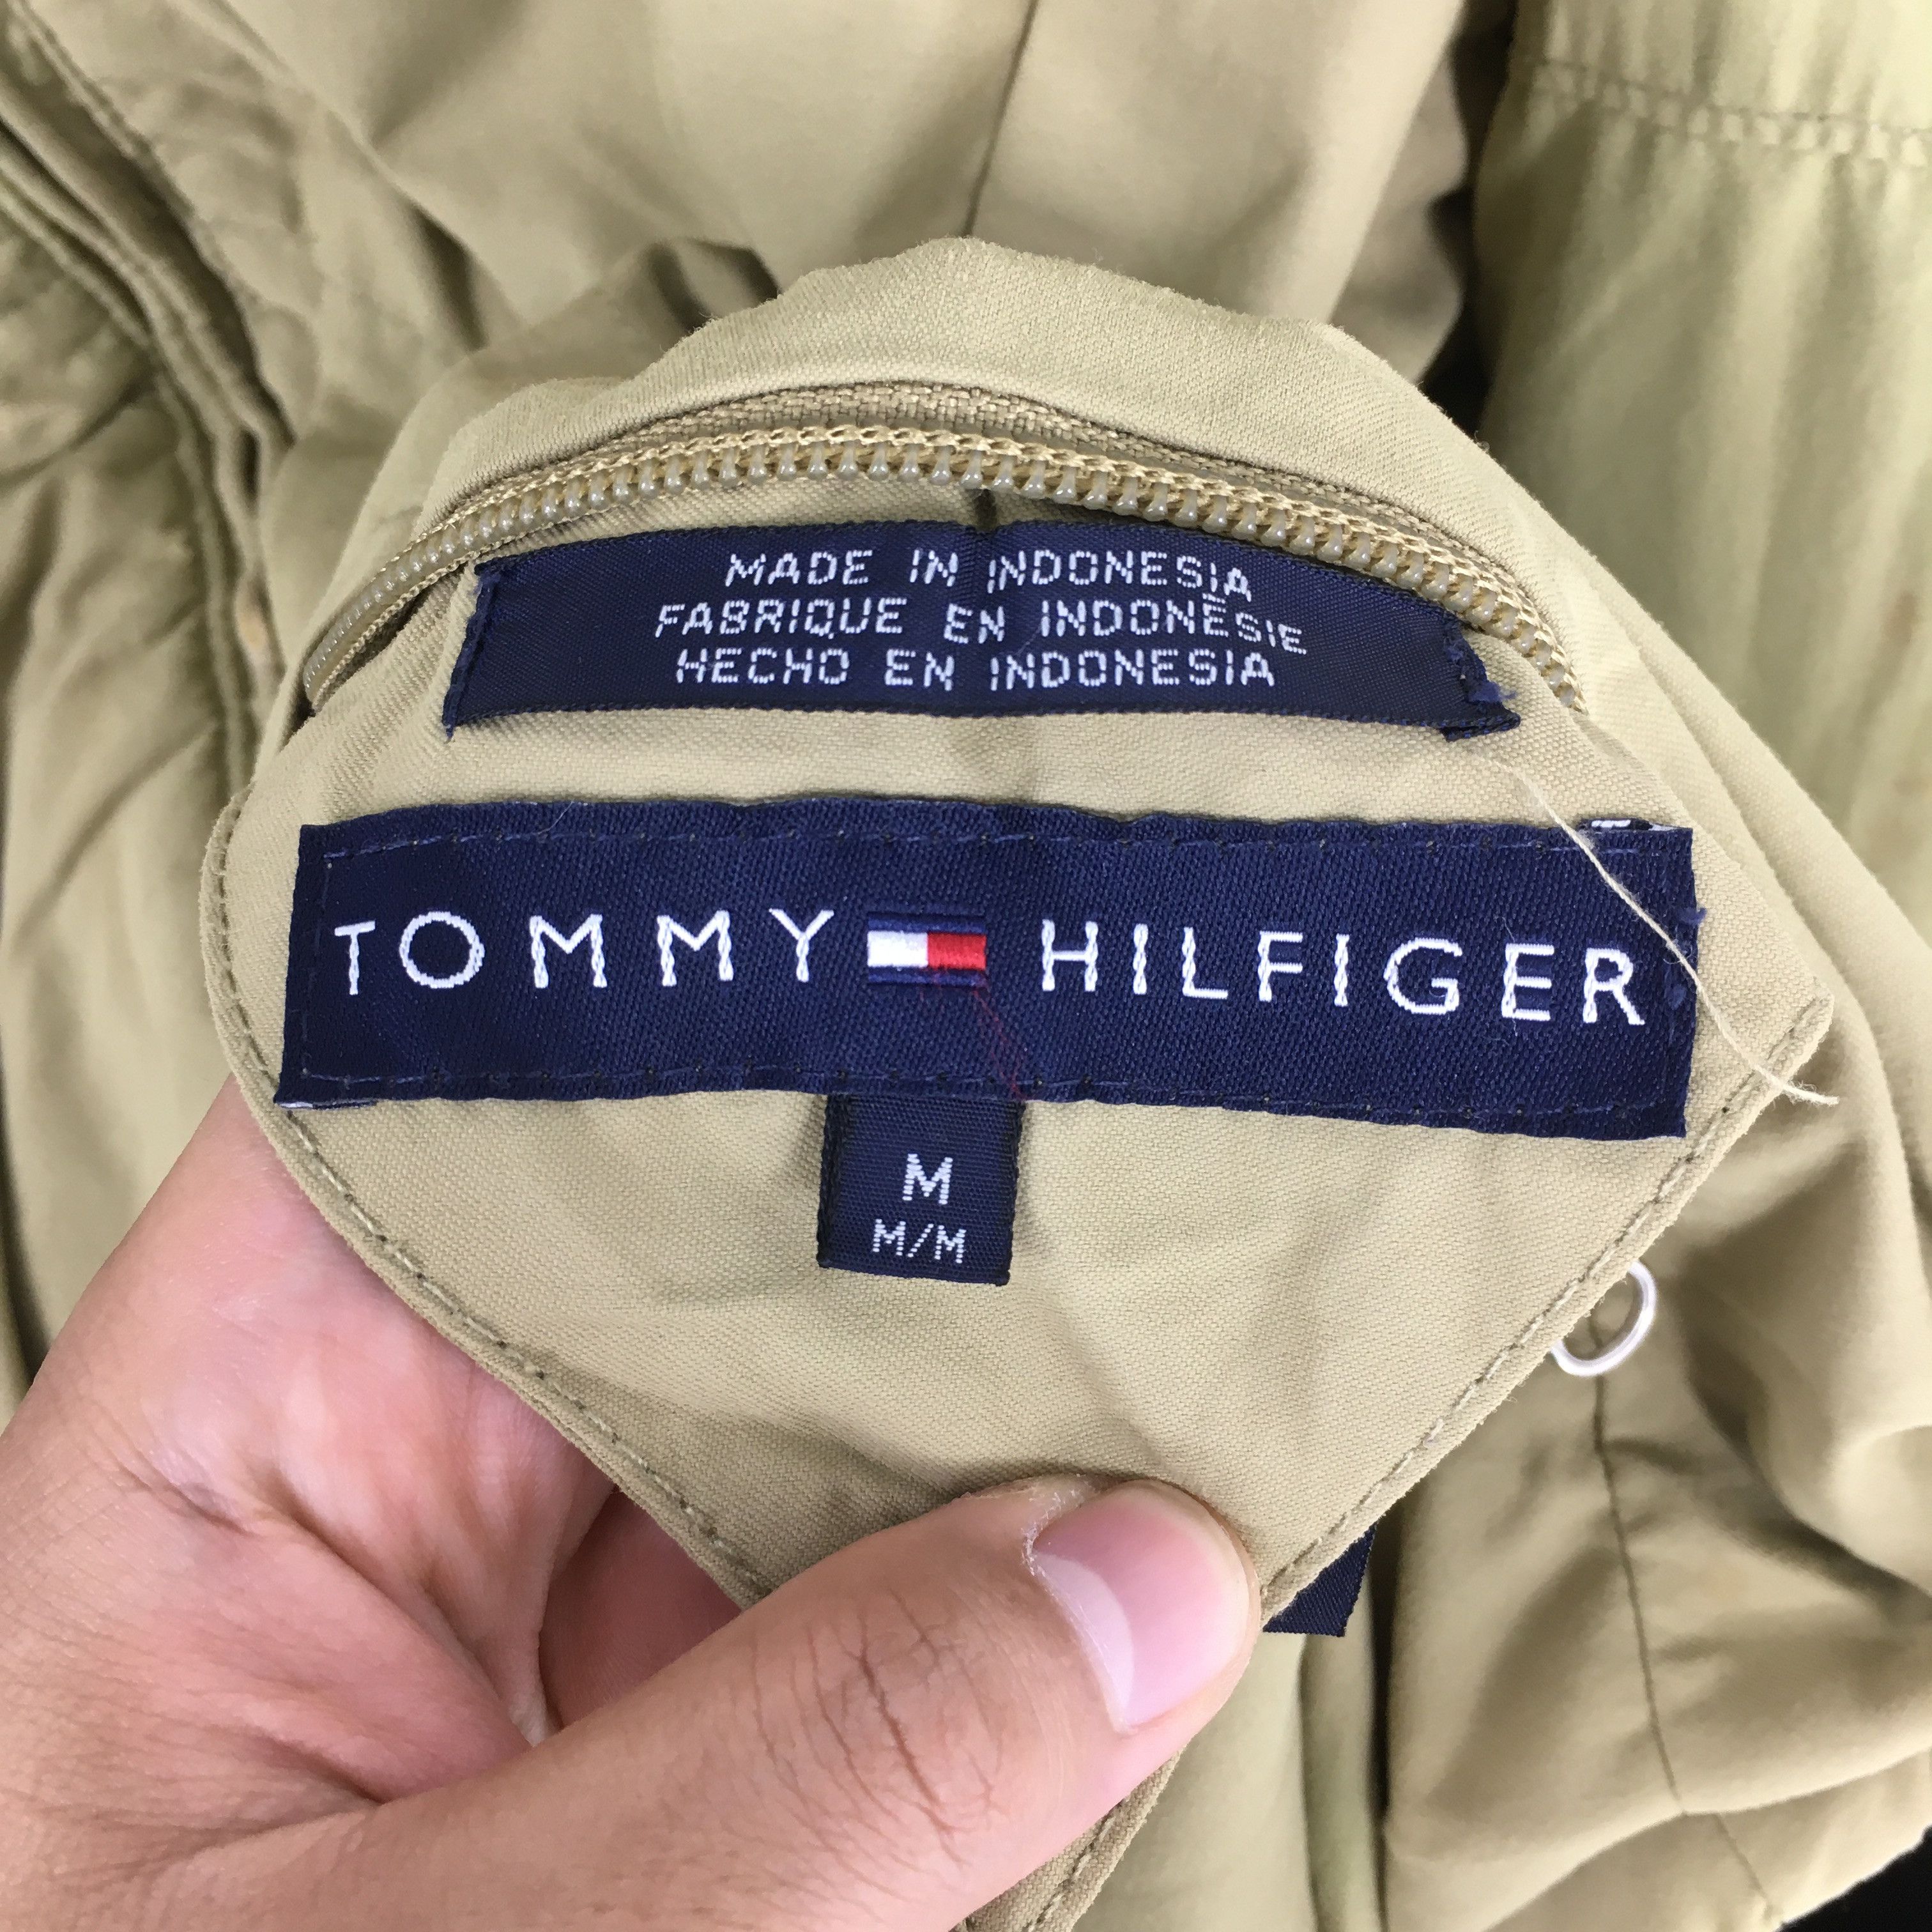 MADE IN INDONESIA
FABRIQUE EN INDONÉSIE
HECHO EN INDONESIA
TOMMY HILFIGER
M
M/M